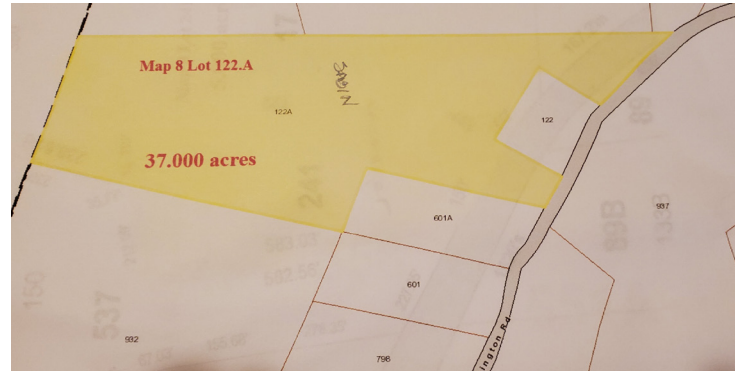 Map 8 Lot 122.A
122A
122
37.000 acres
241
601A
937
89B
601
160
537
932
798
ington Rd